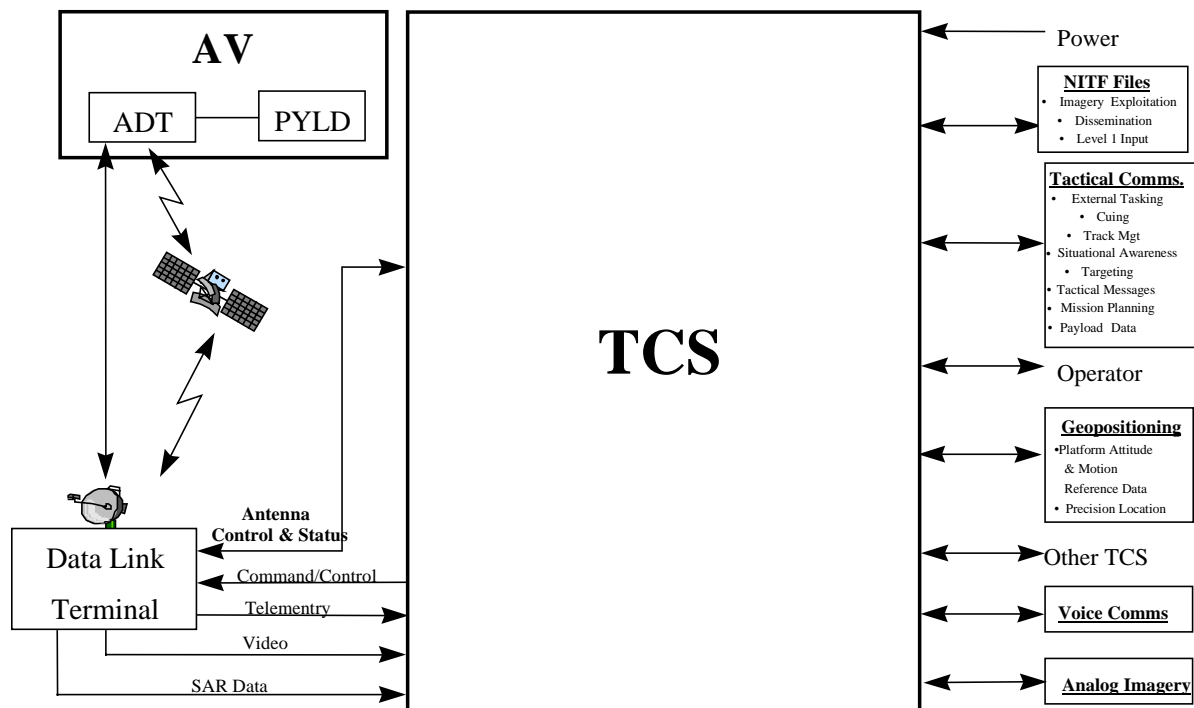 AV
ADT
PYLD
Antenna
Control & Status
Data Link
Terminal
Command/Control
Telementry
Video
SAR Data
TCS
Power
NITF Files
• Imagery Exploitation
• Dissemination
• Level 1 Input
Tactical Comms.
• External Tasking
• Cuing
• Track Mgt
• Situational Awareness
• Targeting
• Tactical Messages
• Mission Planning
• Payload Data
Operator
Geopositioning
•Platform Attitude
& Motion
Reference Data
• Precision Location
Other TCS
Voice Comms
Analog Imagery